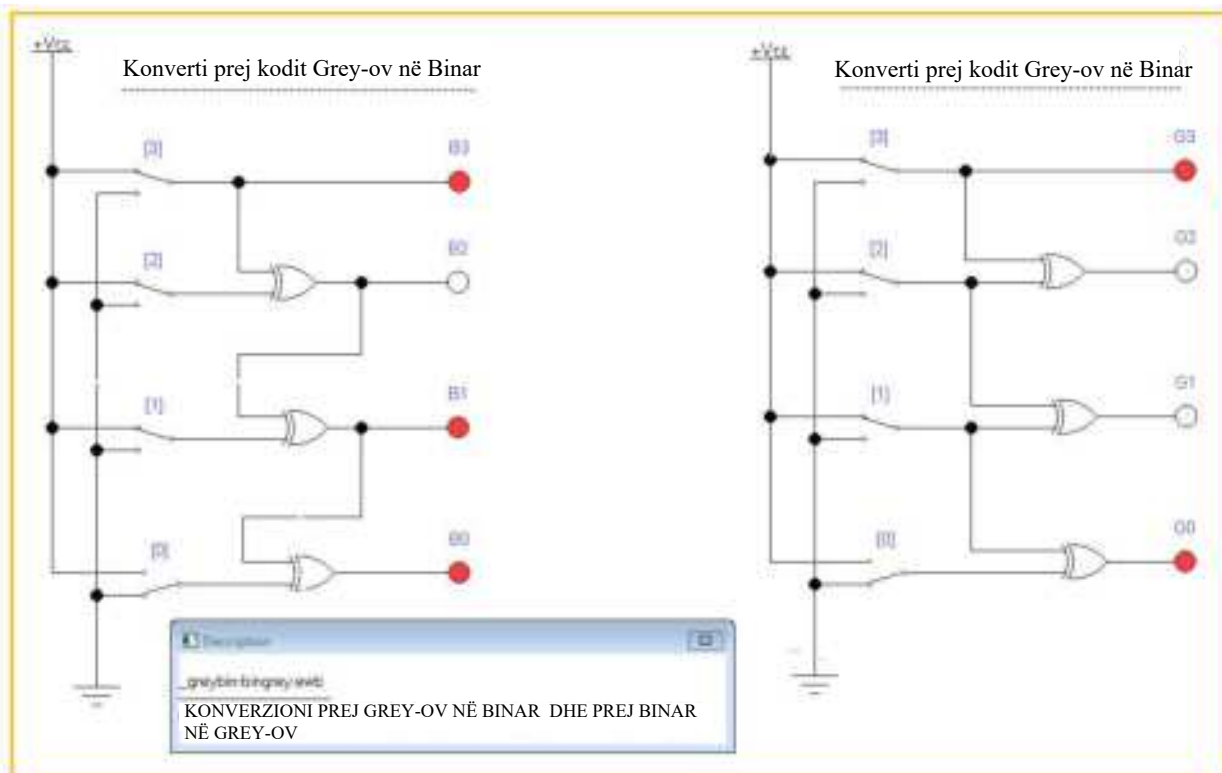 +Vcc
Konverti prej kodit Grey-ov në Binar
[3]
B3
[2]
B2
[1]
B1
[0]
B0
+Vcc
Konverti prej kodit Grey-ov në Binar
[3]
G3
[2]
G2
[1]
G1
[0]
G0
Description
KONVERZIONI PREJ GREY-OV NË BINAR DHE PREJ BINAR
NË GREY-OV